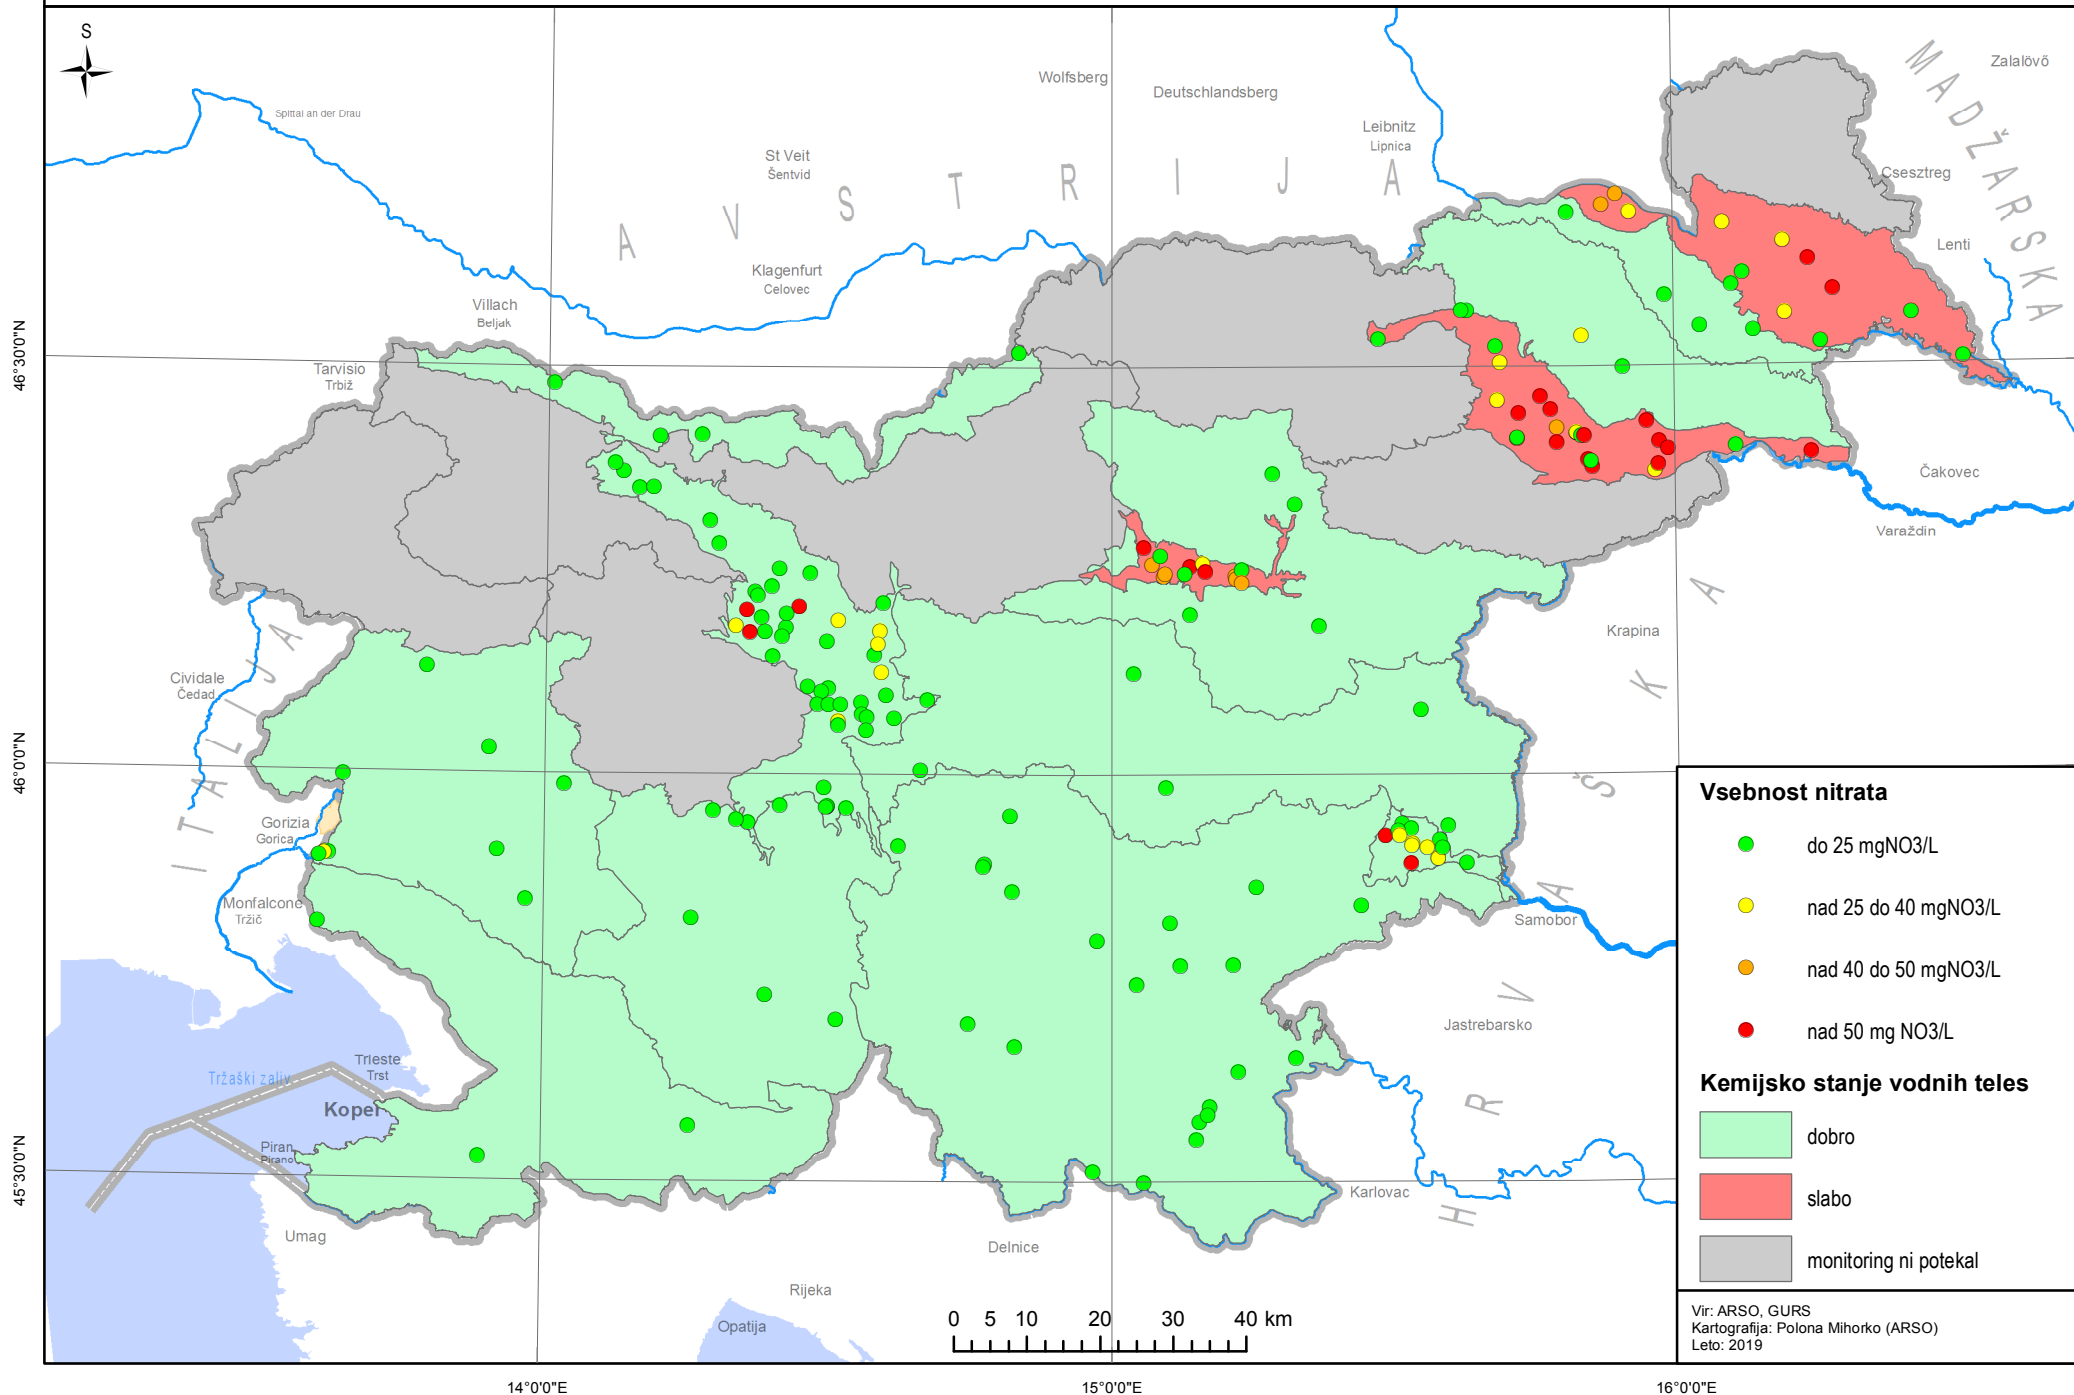 S
Zalalövő
Wolfsberg
Deutschlandsberg
MADŽARSKA
Spittal an der Drau
Leibnitz
Lipnica
St Veit
Šentvid
AVSTRIJA
Csesztreg
Lenti
Klagenfurt
Celovec
Villach
Beljak
46°30'0"N
Tarvisio
Trbiž
Čakovec
Varaždin
Krapina
HRVAŠKA
Cividale
Čedad
ITALIJA
46°0'0"N
Gorizia
Gorica
Monfalcone
Tržič
Samobor
Jastrebarsko
Trieste
Trst
Tržaški zaliv
Koper
Piran
Pirano
45°30'0"N
Karlovac
Umag
Delnice
Rijeka
Opatija
0 5 10 20 30 40 km
Vsebnost nitrata
do 25 mgNO3/L
nad 25 do 40 mgNO3/L
nad 40 do 50 mgNO3/L
nad 50 mg NO3/L
Kemijsko stanje vodnih teles
dobro
slabo
monitoring ni potekal
Vir: ARSO, GURS
Kartografija: Polona Mihorko (ARSO)
Leto: 2019
14°0'0"E
15°0'0"E
16°0'0"E